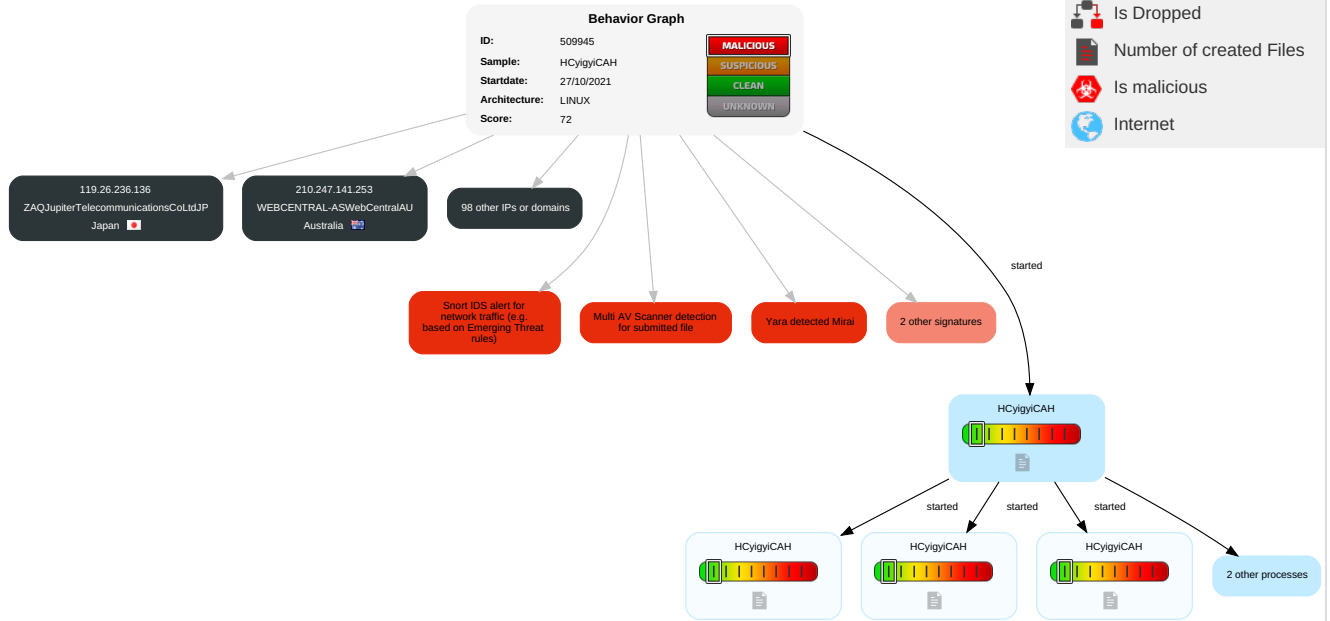 Behavior Graph
ID: 509945
Sample: HCyigyiCAH
Startdate: 27/10/2021
Architecture: LINUX
Score: 72
MALICIOUS
SUSPICIOUS
CLEAN
UNKNOWN
Is Dropped
Number of created Files
Is malicious
Internet
119.26.236.136
ZAQJupiterTelecommunicationsCoLtdJP
Japan
210.247.141.253
WEBCENTRAL-ASWebCentralAU
Australia
98 other IPs or domains
started
Snort IDS alert for
network traffic (e.g.
based on Emerging Threat
rules)
Multi AV Scanner detection
for submitted file
Yara detected Mirai
2 other signatures
HCyigyiCAH
started
started
started
HCyigyiCAH
HCyigyiCAH
HCyigyiCAH
2 other processes